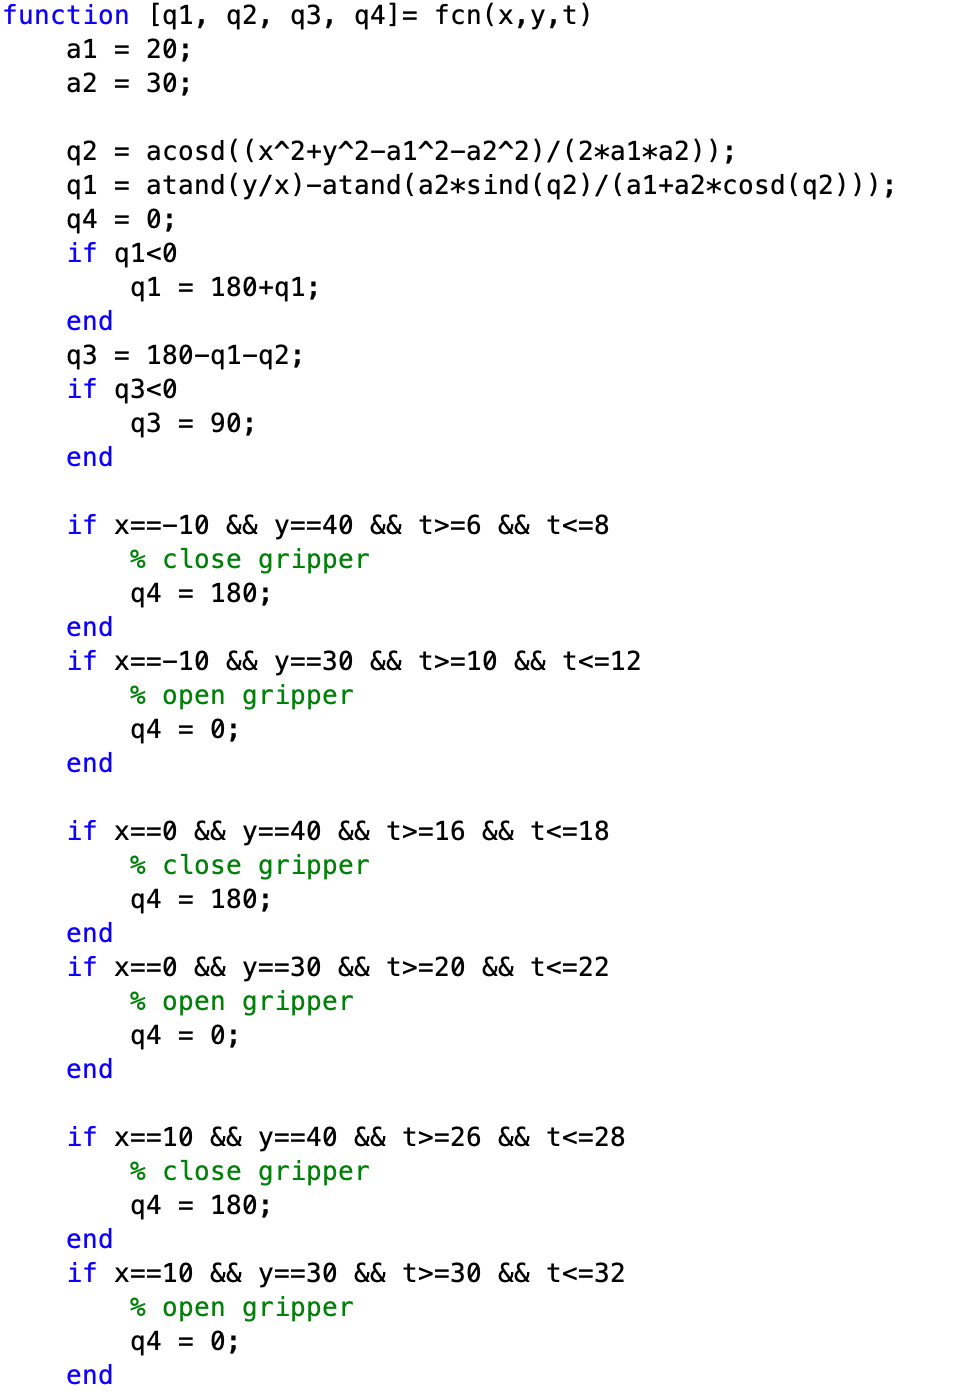 function [q1, q2, q3, q4]= fcn(x,y,t)
    a1 = 20;
    a2 = 30;

    q2 = acosd((x^2+y^2-a1^2-a2^2)/(2*a1*a2));
    q1 = atand(y/x)-atand(a2*sind(q2)/(a1+a2*cosd(q2)));
    q4 = 0;
    if q1<0
        q1 = 180+q1;
    end
    q3 = 180-q1-q2;
    if q3<0
        q3 = 90;
    end

    if x==-10 && y==40 && t>=6 && t<=8
        % close gripper
        q4 = 180;
    end
    if x==-10 && y==30 && t>=10 && t<=12
        % open gripper
        q4 = 0;
    end

    if x==0 && y==40 && t>=16 && t<=18
        % close gripper
        q4 = 180;
    end
    if x==0 && y==30 && t>=20 && t<=22
        % open gripper
        q4 = 0;
    end

    if x==10 && y==40 && t>=26 && t<=28
        % close gripper
        q4 = 180;
    end
    if x==10 && y==30 && t>=30 && t<=32
        % open gripper
        q4 = 0;
    end